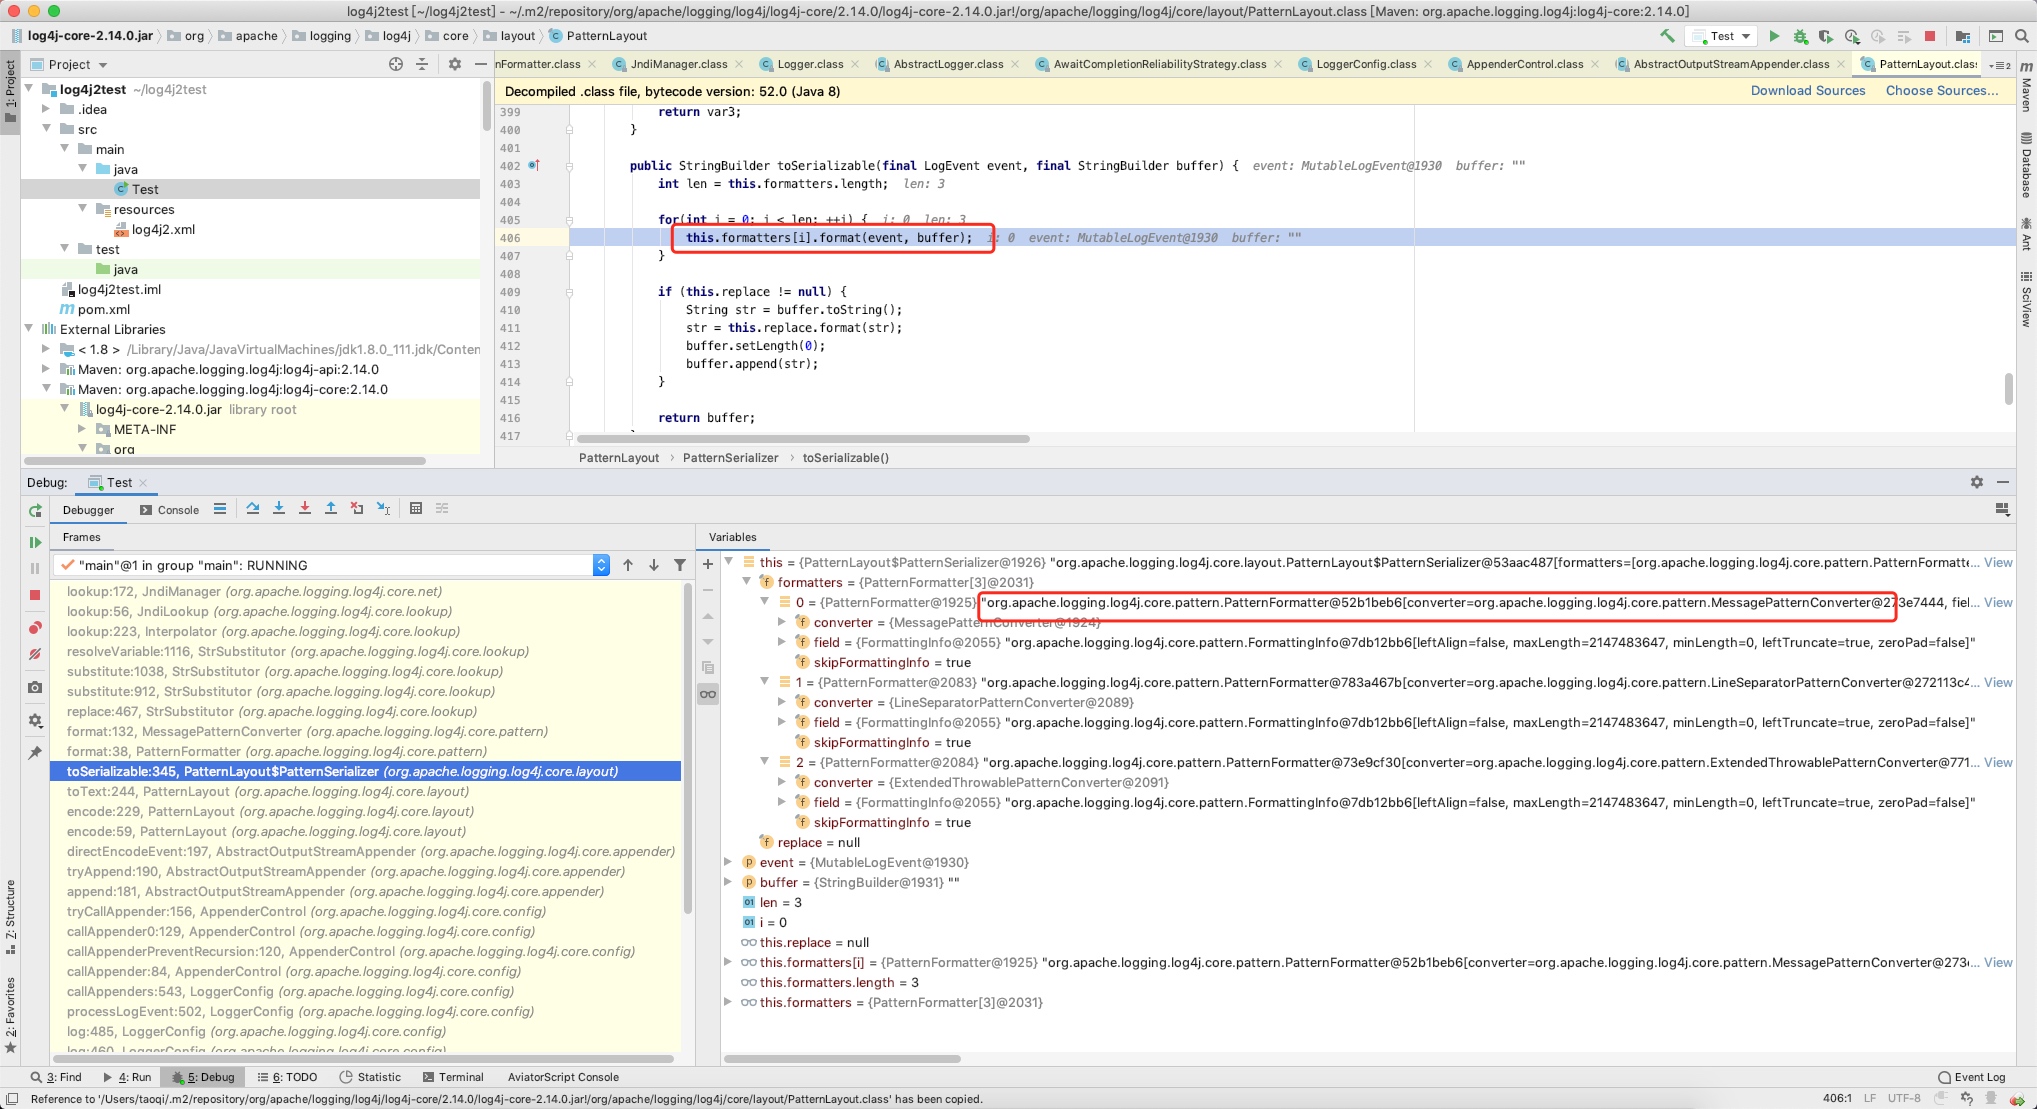 log4j2test [~/log4j2test] - ~/.m2/repository/org/apache/logging/log4j/log4j-core/2.14.0/log4j-core-2.14.0.jar!/org/apache/logging/log4j/core/layout/PatternLayout.class [Maven: org.apache.logging.log4j:log4j-core:2.14.0]
log4j-core-2.14.0.jar org apache logging log4j core layout PatternLayout
Test
1: Project
Project
nFormatter.class JndiManager.class Logger.class AbstractLogger.class AwaitCompletionReliabilityStrategy.class LoggerConfig.class AppenderControl.class AbstractOutputStreamAppender.class PatternLayout.class
Decompiled .class file, bytecode version: 52.0 (Java 8)
Download Sources Choose Sources...
log4j2test ~/log4j2test
.idea
src
main
java
Test
resources
log4j2.xml
test
java
log4j2test.iml
pom.xml
External Libraries
< 1.8 > /Library/Java/JavaVirtualMachines/jdk1.8.0_111.jdk/Conten
Maven: org.apache.logging.log4j:log4j-api:2.14.0
Maven: org.apache.logging.log4j:log4j-core:2.14.0
log4j-core-2.14.0.jar library root
META-INF
org
399 return var3;
400 }
401
402 public StringBuilder toSerializable(final LogEvent event, final StringBuilder buffer) { event: MutableLogEvent@1930 buffer: ""
403 int len = this.formatters.length; len: 3
404
405 for(int i = 0; i < len; ++i) { i: 0 len: 3
406 this.formatters[i].format(event, buffer); i: 0 event: MutableLogEvent@1930 buffer: ""
407 }
408
409 if (this.replace != null) {
410 String str = buffer.toString();
411 str = this.replace.format(str);
412 buffer.setLength(0);
413 buffer.append(str);
414 }
415
416 return buffer;
417
PatternLayout PatternSerializer toSerializable()
Maven
Database
Ant
SciView
Debug: Test
Debugger Console
Frames
"main"@1 in group "main": RUNNING
lookup:172, JndiManager (org.apache.logging.log4j.core.net)
lookup:56, JndiLookup (org.apache.logging.log4j.core.lookup)
lookup:223, Interpolator (org.apache.logging.log4j.core.lookup)
resolveVariable:1116, StrSubstitutor (org.apache.logging.log4j.core.lookup)
substitute:1038, StrSubstitutor (org.apache.logging.log4j.core.lookup)
substitute:912, StrSubstitutor (org.apache.logging.log4j.core.lookup)
replace:467, StrSubstitutor (org.apache.logging.log4j.core.lookup)
format:132, MessagePatternConverter (org.apache.logging.log4j.core.pattern)
format:38, PatternFormatter (org.apache.logging.log4j.core.pattern)
toSerializable:345, PatternLayout$PatternSerializer (org.apache.logging.log4j.core.layout)
toText:244, PatternLayout (org.apache.logging.log4j.core.layout)
encode:229, PatternLayout (org.apache.logging.log4j.core.layout)
encode:59, PatternLayout (org.apache.logging.log4j.core.layout)
directEncodeEvent:197, AbstractOutputStreamAppender (org.apache.logging.log4j.core.appender)
tryAppend:190, AbstractOutputStreamAppender (org.apache.logging.log4j.core.appender)
append:181, AbstractOutputStreamAppender (org.apache.logging.log4j.core.appender)
tryCallAppender:156, AppenderControl (org.apache.logging.log4j.core.config)
callAppender0:129, AppenderControl (org.apache.logging.log4j.core.config)
callAppenderPreventRecursion:120, AppenderControl (org.apache.logging.log4j.core.config)
callAppender:84, AppenderControl (org.apache.logging.log4j.core.config)
callAppenders:543, LoggerConfig (org.apache.logging.log4j.core.config)
processLogEvent:502, LoggerConfig (org.apache.logging.log4j.core.config)
log:485, LoggerConfig (org.apache.logging.log4j.core.config)
log:460, LoggerConfig (org.apache.logging.log4j.core.config)
Variables
this = {PatternLayout$PatternSerializer@1926} "org.apache.logging.log4j.core.layout.PatternLayout$PatternSerializer@53aac487[formatters=[org.apache.logging.log4j.core.pattern.PatternFormatte... View
formatters = {PatternFormatter[3]@2031}
0 = {PatternFormatter@1925} "org.apache.logging.log4j.core.pattern.PatternFormatter@52b1beb6[converter=org.apache.logging.log4j.core.pattern.MessagePatternConverter@273e7444, fiel... View
converter = {MessagePatternConverter@1924}
field = {FormattingInfo@2055} "org.apache.logging.log4j.core.pattern.FormattingInfo@7db12bb6[leftAlign=false, maxLength=2147483647, minLength=0, leftTruncate=true, zeroPad=false]"
skipFormattingInfo = true
1 = {PatternFormatter@2083} "org.apache.logging.log4j.core.pattern.PatternFormatter@783a467b[converter=org.apache.logging.log4j.core.pattern.LineSeparatorPatternConverter@272113c4... View
converter = {LineSeparatorPatternConverter@2089}
field = {FormattingInfo@2055} "org.apache.logging.log4j.core.pattern.FormattingInfo@7db12bb6[leftAlign=false, maxLength=2147483647, minLength=0, leftTruncate=true, zeroPad=false]"
skipFormattingInfo = true
2 = {PatternFormatter@2084} "org.apache.logging.log4j.core.pattern.PatternFormatter@73e9cf30[converter=org.apache.logging.log4j.core.pattern.ExtendedThrowablePatternConverter@771... View
converter = {ExtendedThrowablePatternConverter@2091}
field = {FormattingInfo@2055} "org.apache.logging.log4j.core.pattern.FormattingInfo@7db12bb6[leftAlign=false, maxLength=2147483647, minLength=0, leftTruncate=true, zeroPad=false]"
skipFormattingInfo = true
replace = null
event = {MutableLogEvent@1930}
buffer = {StringBuilder@1931} ""
len = 3
i = 0
this.replace = null
this.formatters[i] = {PatternFormatter@1925} "org.apache.logging.log4j.core.pattern.PatternFormatter@52b1beb6[converter=org.apache.logging.log4j.core.pattern.MessagePatternConverter@273e... View
this.formatters.length = 3
this.formatters = {PatternFormatter[3]@2031}
Z: Structure
2: Favorites
3: Find 4: Run 5: Debug 6: TODO Statistic Terminal AviatorScript Console Event Log
Reference to '/Users/taoqi/.m2/repository/org/apache/logging/log4j/log4j-core/2.14.0/log4j-core-2.14.0.jar!/org/apache/logging/log4j/core/layout/PatternLayout.class' has been copied. 406:1 LF UTF-8